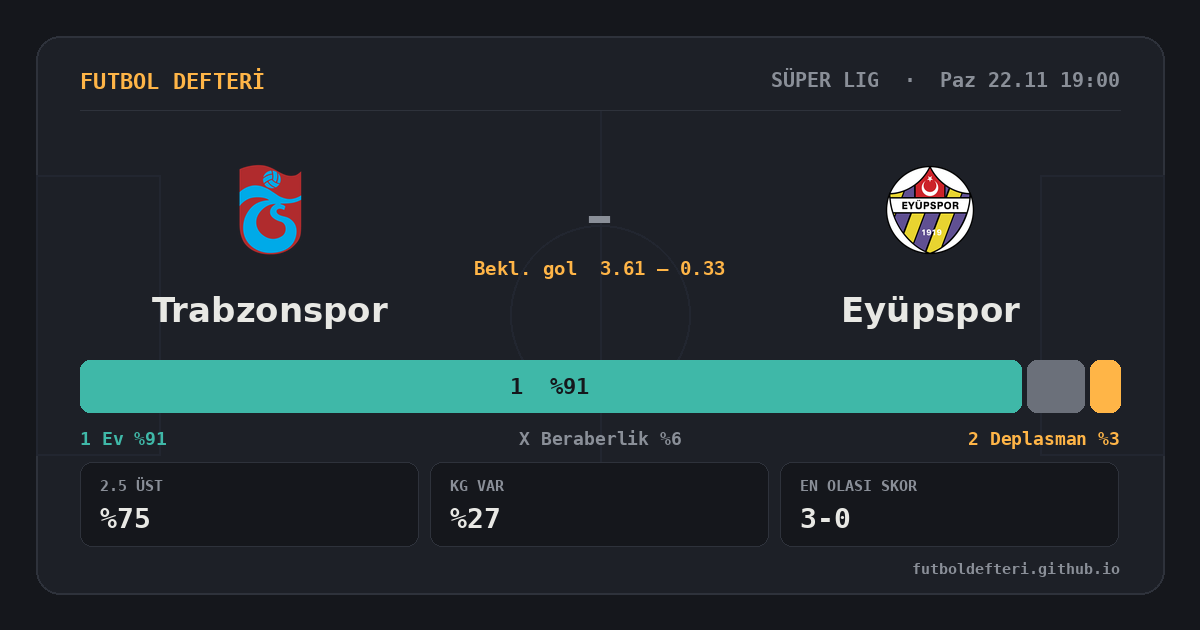 FUTBOL DEFTERİ
SÜPER LIG · Paz 22.11 19:00
EYÜPSPOR
1919
–
Bekl. gol 3.61 – 0.33
Trabzonspor
Eyüpspor
1 %91
1 Ev %91
X Beraberlik %6
2 Deplasman %3
2.5 ÜST
KG VAR
EN OLASI SKOR
%75
%27
3-0
futboldefteri.github.io